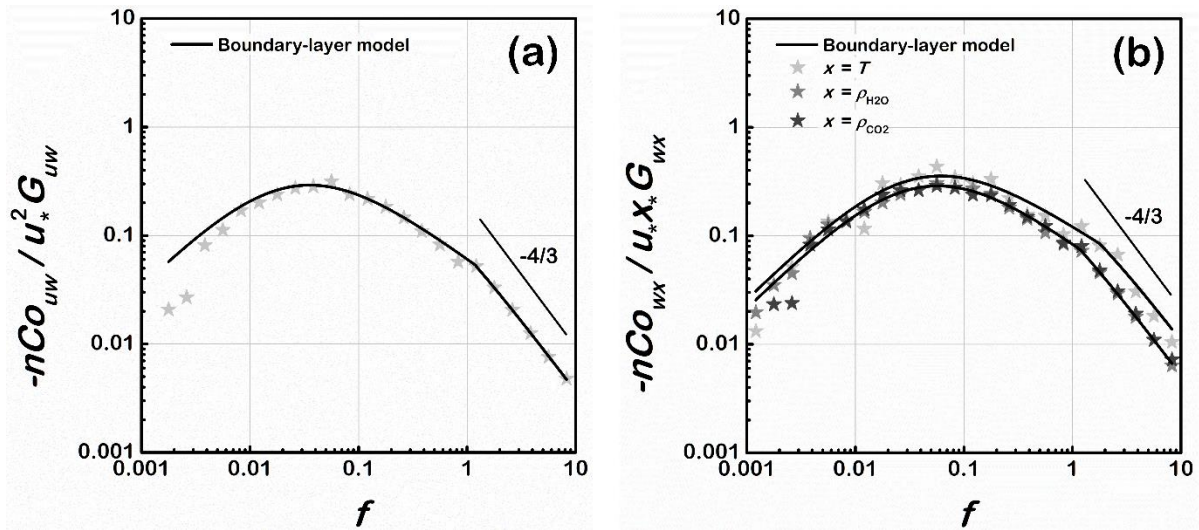 (a)
Boundary-layer model
-4/3
-nCo_uw / u_*^2 G_uw
10
1
0.1
0.01
0.001
0.001 0.01 0.1 1 10
f
(b)
Boundary-layer model
x = T
x = ρ_H2O
x = ρ_CO2
-4/3
-nCo_wx / u_*x_* G_wx
10
1
0.1
0.01
0.001
0.001 0.01 0.1 1 10
f